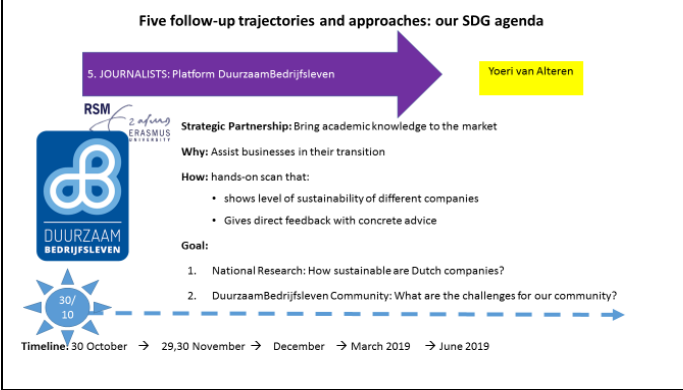 Five follow-up trajectories and approaches: our SDG agenda
5. JOURNALISTS: Platform DuurzaamBedrijfsleven
Yoeri van Alteren
RSM
Erasmus
ERASMUS
UNIVERSITY
Strategic Partnership: Bring academic knowledge to the market
Why: Assist businesses in their transition
How: hands-on scan that:
• shows level of sustainability of different companies
• Gives direct feedback with concrete advice
DUURZAAM
BEDRIJFSLEVEN
Goal:
1. National Research: How sustainable are Dutch companies?
2. DuurzaamBedrijfsleven Community: What are the challenges for our community?
30/
10
Timeline: 30 October → 29,30 November → December → March 2019 → June 2019